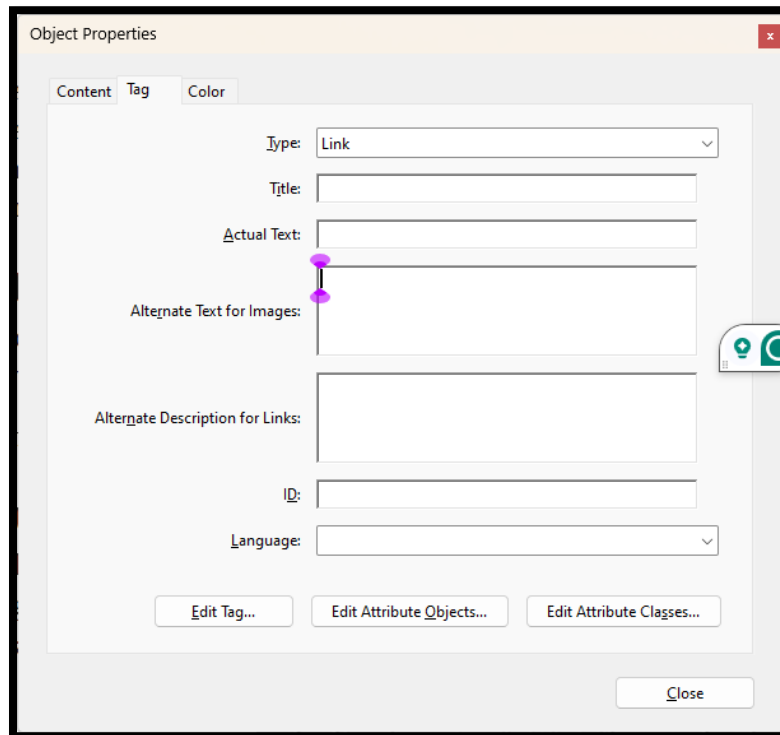 Object Properties
x
Content Tag Color
Type: Link
Title:
Actual Text:
Alternate Text for Images:
Alternate Description for Links:
ID:
Language:
Edit Tag... Edit Attribute Objects... Edit Attribute Classes...
Close